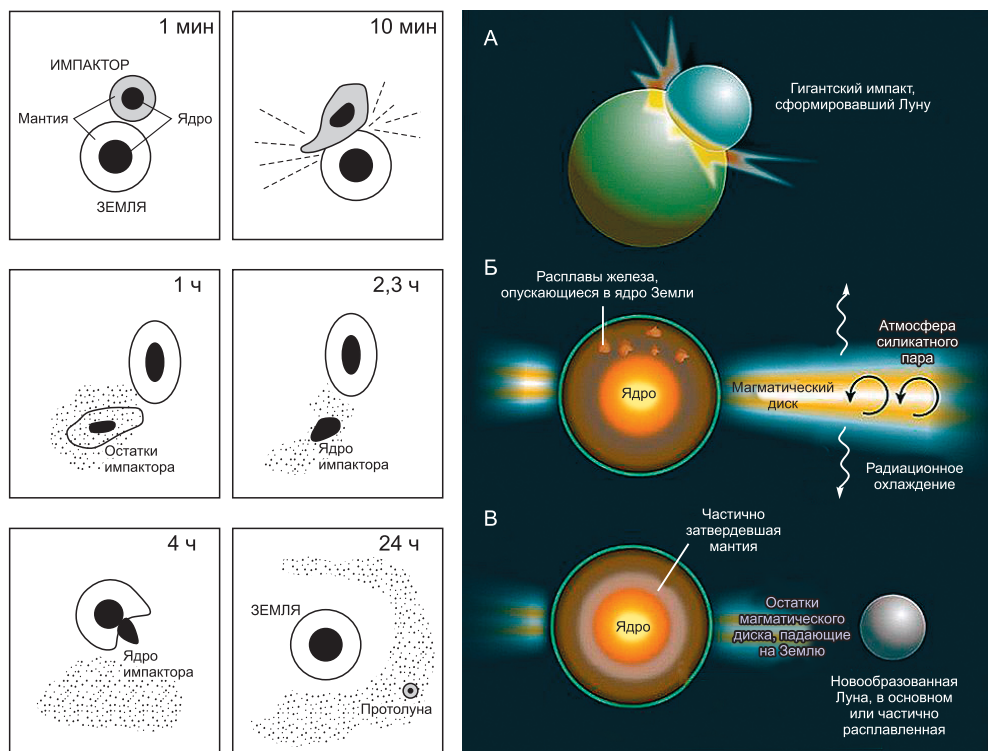 1 мин
ИМПАКТОР
Мантия
Ядро
ЗЕМЛЯ
10 мин
1 ч
Остатки
импактора
2,3 ч
Ядро
импактора
4 ч
Ядро
импактора
24 ч
ЗЕМЛЯ
Протолуна
А
Гигантский импакт,
сформировавший Луну
Б
Расплавы железа,
опускающиеся в ядро Земли
Ядро
Атмосфера
силикатного
пара
Магматический
диск
Радиационное
охлаждение
В
Частично
затвердевшая
мантия
Ядро
Остатки
магматического
диска, падающие
на Землю
Новообразованная
Луна, в основном
или частично
расплавленная